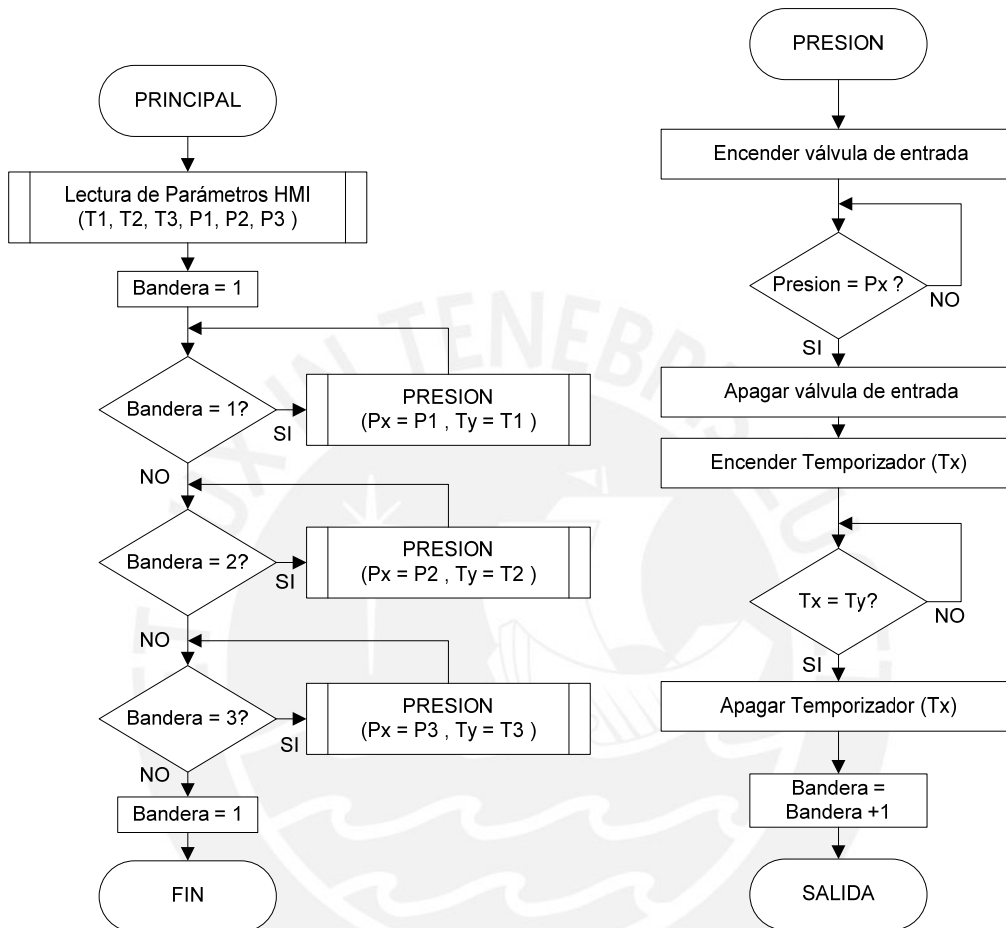 PRINCIPAL
Lectura de Parámetros HMI
(T1, T2, T3, P1, P2, P3 )
Bandera = 1
Bandera = 1?
SI
PRESION
(Px = P1 , Ty = T1 )
NO
Bandera = 2?
SI
PRESION
(Px = P2 , Ty = T2 )
NO
Bandera = 3?
SI
PRESION
(Px = P3 , Ty = T3 )
NO
Bandera = 1
FIN
PRESION
Encender válvula de entrada
Presion = Px ?
NO
SI
Apagar válvula de entrada
Encender Temporizador (Tx)
Tx = Ty?
NO
SI
Apagar Temporizador (Tx)
Bandera =
Bandera +1
SALIDA